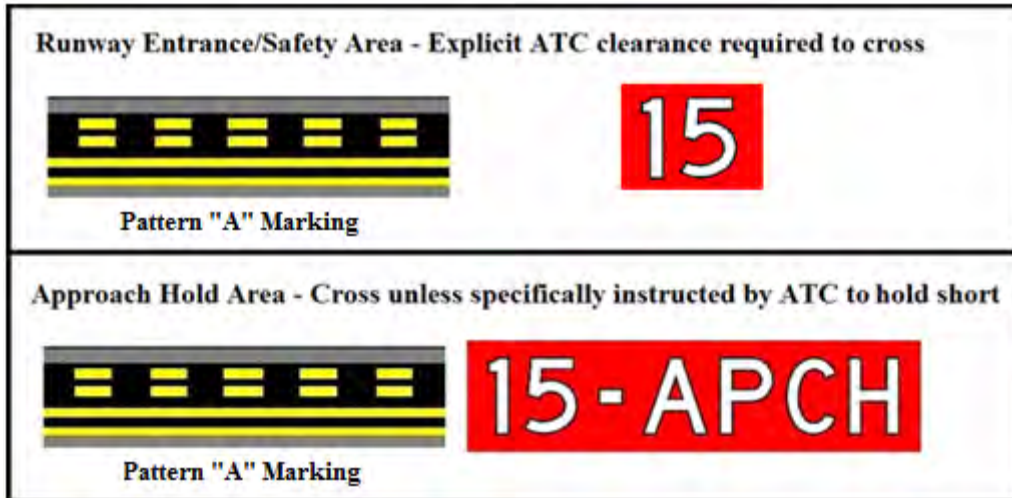 Runway Entrance/Safety Area - Explicit ATC clearance required to cross
15
Pattern "A" Marking
Approach Hold Area - Cross unless specifically instructed by ATC to hold short
15-APCH
Pattern "A" Marking